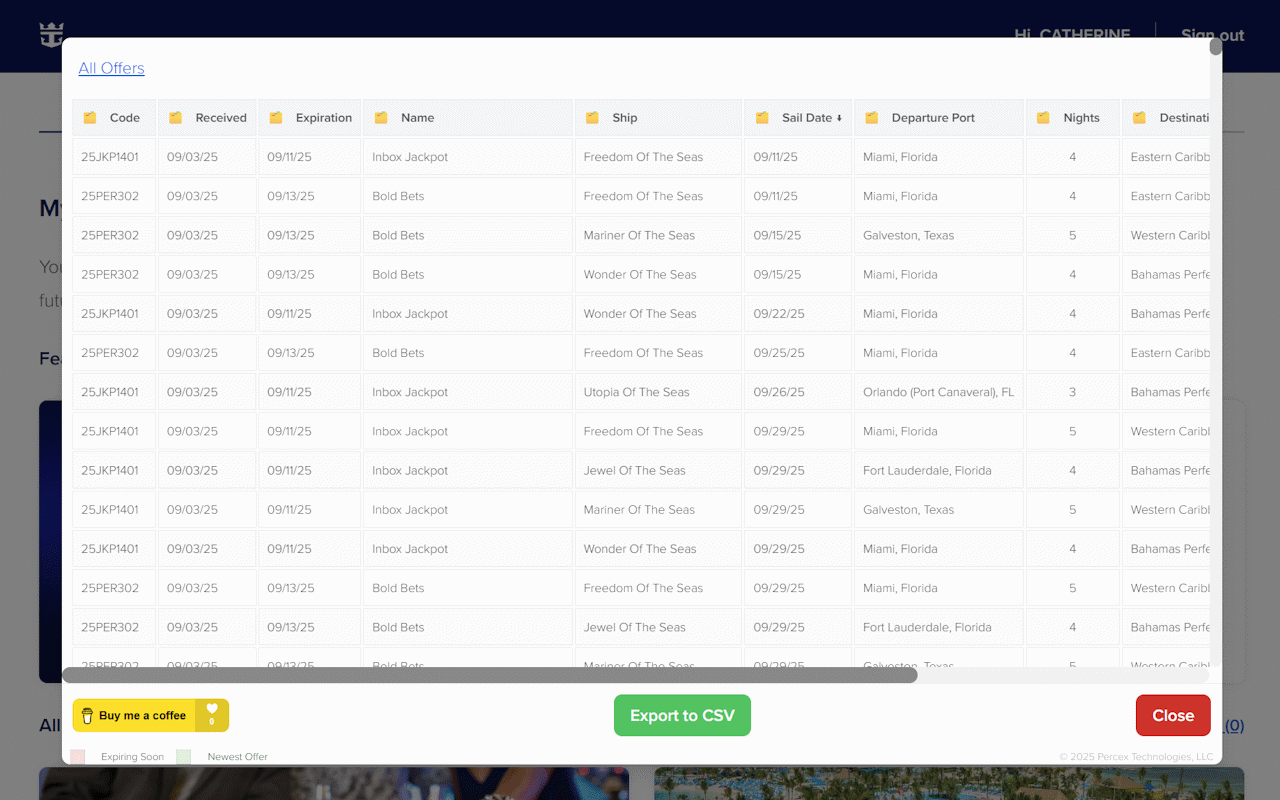 Hi, CATHERINE Sign out
All Offers
Code Received Expiration Name Ship Sail Date ↓ Departure Port Nights Destinati
25JKP1401 09/03/25 09/11/25 Inbox Jackpot Freedom Of The Seas 09/11/25 Miami, Florida 4 Eastern Caribb
25PER302 09/03/25 09/13/25 Bold Bets Freedom Of The Seas 09/11/25 Miami, Florida 4 Eastern Caribb
25PER302 09/03/25 09/13/25 Bold Bets Mariner Of The Seas 09/15/25 Galveston, Texas 5 Western Caribl
25PER302 09/03/25 09/13/25 Bold Bets Wonder Of The Seas 09/15/25 Miami, Florida 4 Bahamas Perfe
25JKP1401 09/03/25 09/11/25 Inbox Jackpot Wonder Of The Seas 09/22/25 Miami, Florida 4 Bahamas Perfe
25PER302 09/03/25 09/13/25 Bold Bets Freedom Of The Seas 09/25/25 Miami, Florida 4 Eastern Caribb
25JKP1401 09/03/25 09/11/25 Inbox Jackpot Utopia Of The Seas 09/26/25 Orlando (Port Canaveral), FL 3 Bahamas Perfe
25JKP1401 09/03/25 09/11/25 Inbox Jackpot Freedom Of The Seas 09/29/25 Miami, Florida 5 Western Caribl
25JKP1401 09/03/25 09/11/25 Inbox Jackpot Jewel Of The Seas 09/29/25 Fort Lauderdale, Florida 4 Bahamas Perfe
25JKP1401 09/03/25 09/11/25 Inbox Jackpot Mariner Of The Seas 09/29/25 Galveston, Texas 5 Western Caribl
25JKP1401 09/03/25 09/11/25 Inbox Jackpot Wonder Of The Seas 09/29/25 Miami, Florida 4 Bahamas Perfe
25PER302 09/03/25 09/13/25 Bold Bets Freedom Of The Seas 09/29/25 Miami, Florida 5 Western Caribl
25PER302 09/03/25 09/13/25 Bold Bets Jewel Of The Seas 09/29/25 Fort Lauderdale, Florida 4 Bahamas Perfe
25PER302 09/03/25 09/13/25 Bold Bets Mariner Of The Seas 09/29/25 Galveston, Texas 5 Western Caribl
My
You
futu
Fea
Buy me a coffee 0 Export to CSV Close
All (0)
Expiring Soon Newest Offer © 2025 Percex Technologies, LLC